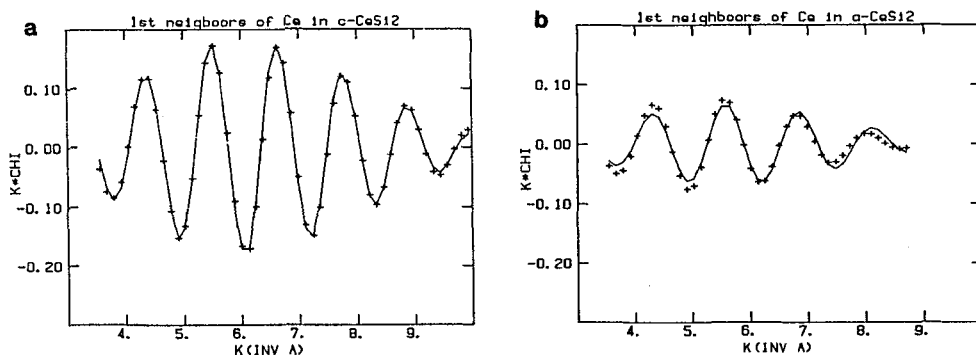 a
1st neigboors of Ce in c-CeSi2
0.10
0.00
-0.10
-0.20
K*CHI
4. 5. 6. 7. 8. 9.
K(INV A)
b
1st neighboors of Ce in a-CeSi2
0.10
0.00
-0.10
-0.20
K*CHI
4. 5. 6. 7. 8. 9.
K(INV A)